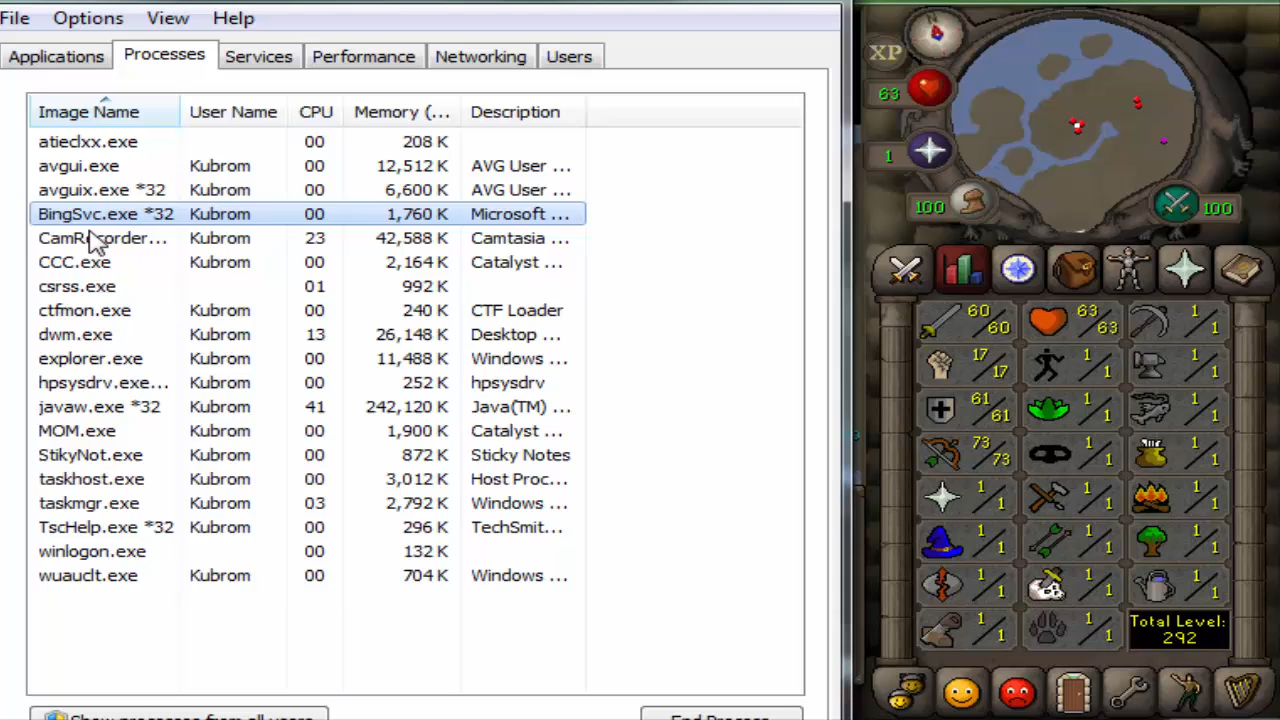 File Options View Help
Applications Processes Services Performance Networking Users
Image Name User Name CPU Memory (... Description
atieclxx.exe 00 208 K
avgui.exe Kubrom 00 12,512 K AVG User ...
avguix.exe *32 Kubrom 00 6,600 K AVG User ...
BingSvc.exe *32 Kubrom 00 1,760 K Microsoft ...
CamRecorder... Kubrom 23 42,588 K Camtasia ...
CCC.exe Kubrom 00 2,164 K Catalyst ...
csrss.exe 01 992 K
ctfmon.exe Kubrom 00 240 K CTF Loader
dwm.exe Kubrom 13 26,148 K Desktop ...
explorer.exe Kubrom 00 11,488 K Windows ...
hpsysdrv.exe... Kubrom 00 252 K hpsysdrv
javaw.exe *32 Kubrom 41 242,120 K Java(TM) ...
MOM.exe Kubrom 00 1,900 K Catalyst ...
StikyNot.exe Kubrom 00 872 K Sticky Notes
taskhost.exe Kubrom 00 3,012 K Host Proc...
taskmgr.exe Kubrom 03 2,792 K Windows ...
TscHelp.exe *32 Kubrom 00 296 K TechSmit...
winlogon.exe 00 132 K
wuauclt.exe Kubrom 00 704 K Windows ...
Show processes from all users End Process
XP
63
1
100 100
60 60 63 63 1 1
17 17 1 1 1 1
61 61 1 1 1 1
73 73 1 1 1 1
1 1 1 1 1 1
1 1 1 1 1 1
1 1 1 1 1 1
1 1 1 1 Total Level:
292